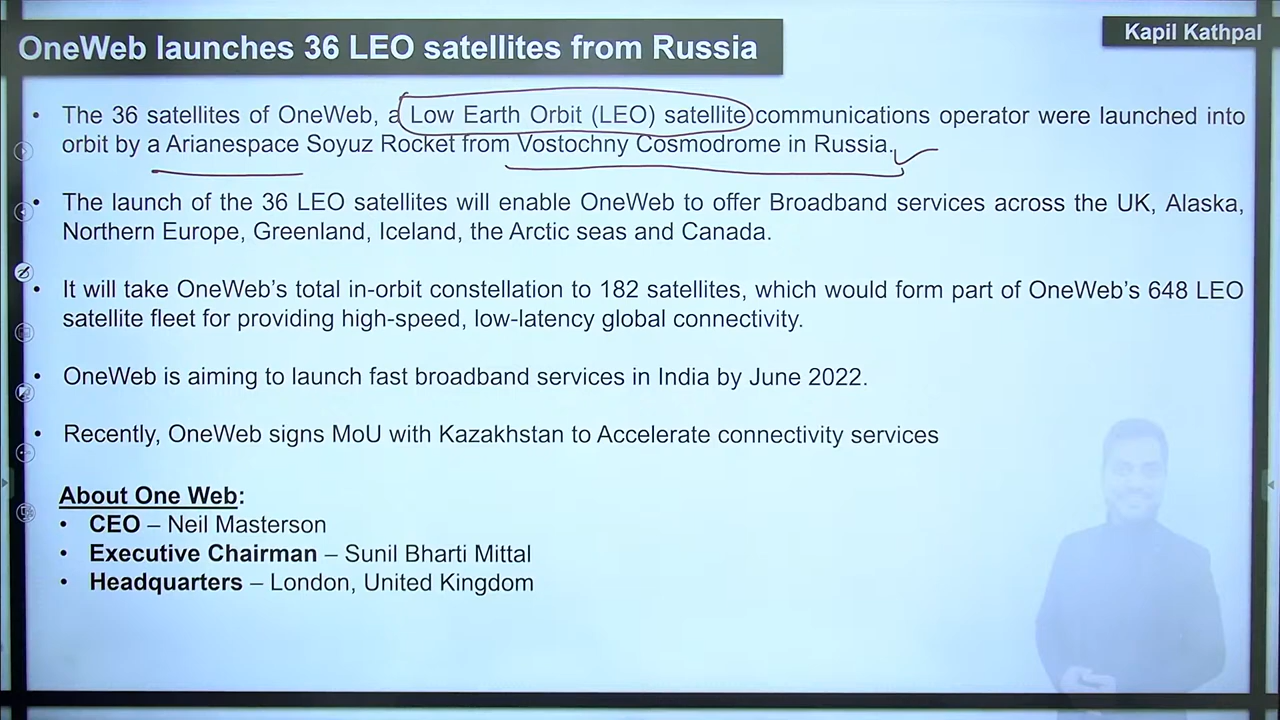 OneWeb launches 36 LEO satellites from Russia
Kapil Kathpal
• The 36 satellites of OneWeb, a Low Earth Orbit (LEO) satellite communications operator were launched into
orbit by a Arianespace Soyuz Rocket from Vostochny Cosmodrome in Russia.
• The launch of the 36 LEO satellites will enable OneWeb to offer Broadband services across the UK, Alaska,
Northern Europe, Greenland, Iceland, the Arctic seas and Canada.
• It will take OneWeb’s total in-orbit constellation to 182 satellites, which would form part of OneWeb’s 648 LEO
satellite fleet for providing high-speed, low-latency global connectivity.
• OneWeb is aiming to launch fast broadband services in India by June 2022.
• Recently, OneWeb signs MoU with Kazakhstan to Accelerate connectivity services
About One Web:
• CEO – Neil Masterson
• Executive Chairman – Sunil Bharti Mittal
• Headquarters – London, United Kingdom